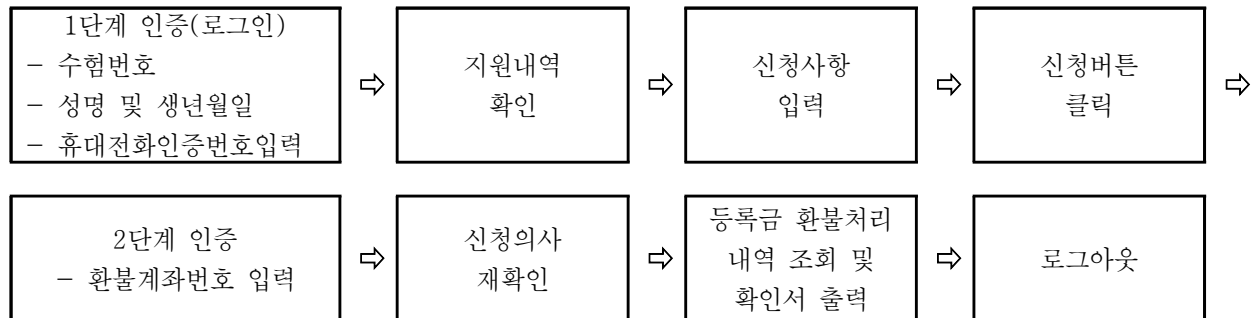 1단계 인증(로그인)
- 수험번호
- 성명 및 생년월일
- 휴대전화인증번호입력
⇨
지원내역
확인
⇨
신청사항
입력
⇨
신청버튼
클릭
⇨
2단계 인증
- 환불계좌번호 입력
⇨
신청의사
재확인
⇨
등록금 환불처리
내역 조회 및
확인서 출력
⇨
로그아웃